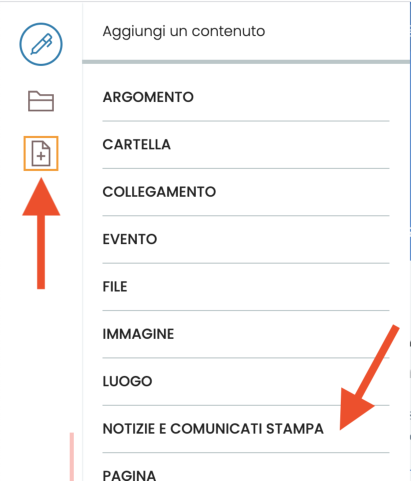 Aggiungi un contenuto
ARGOMENTO
CARTELLA
COLLEGAMENTO
EVENTO
FILE
IMMAGINE
LUOGO
NOTIZIE E COMUNICATI STAMPA
PAGINA